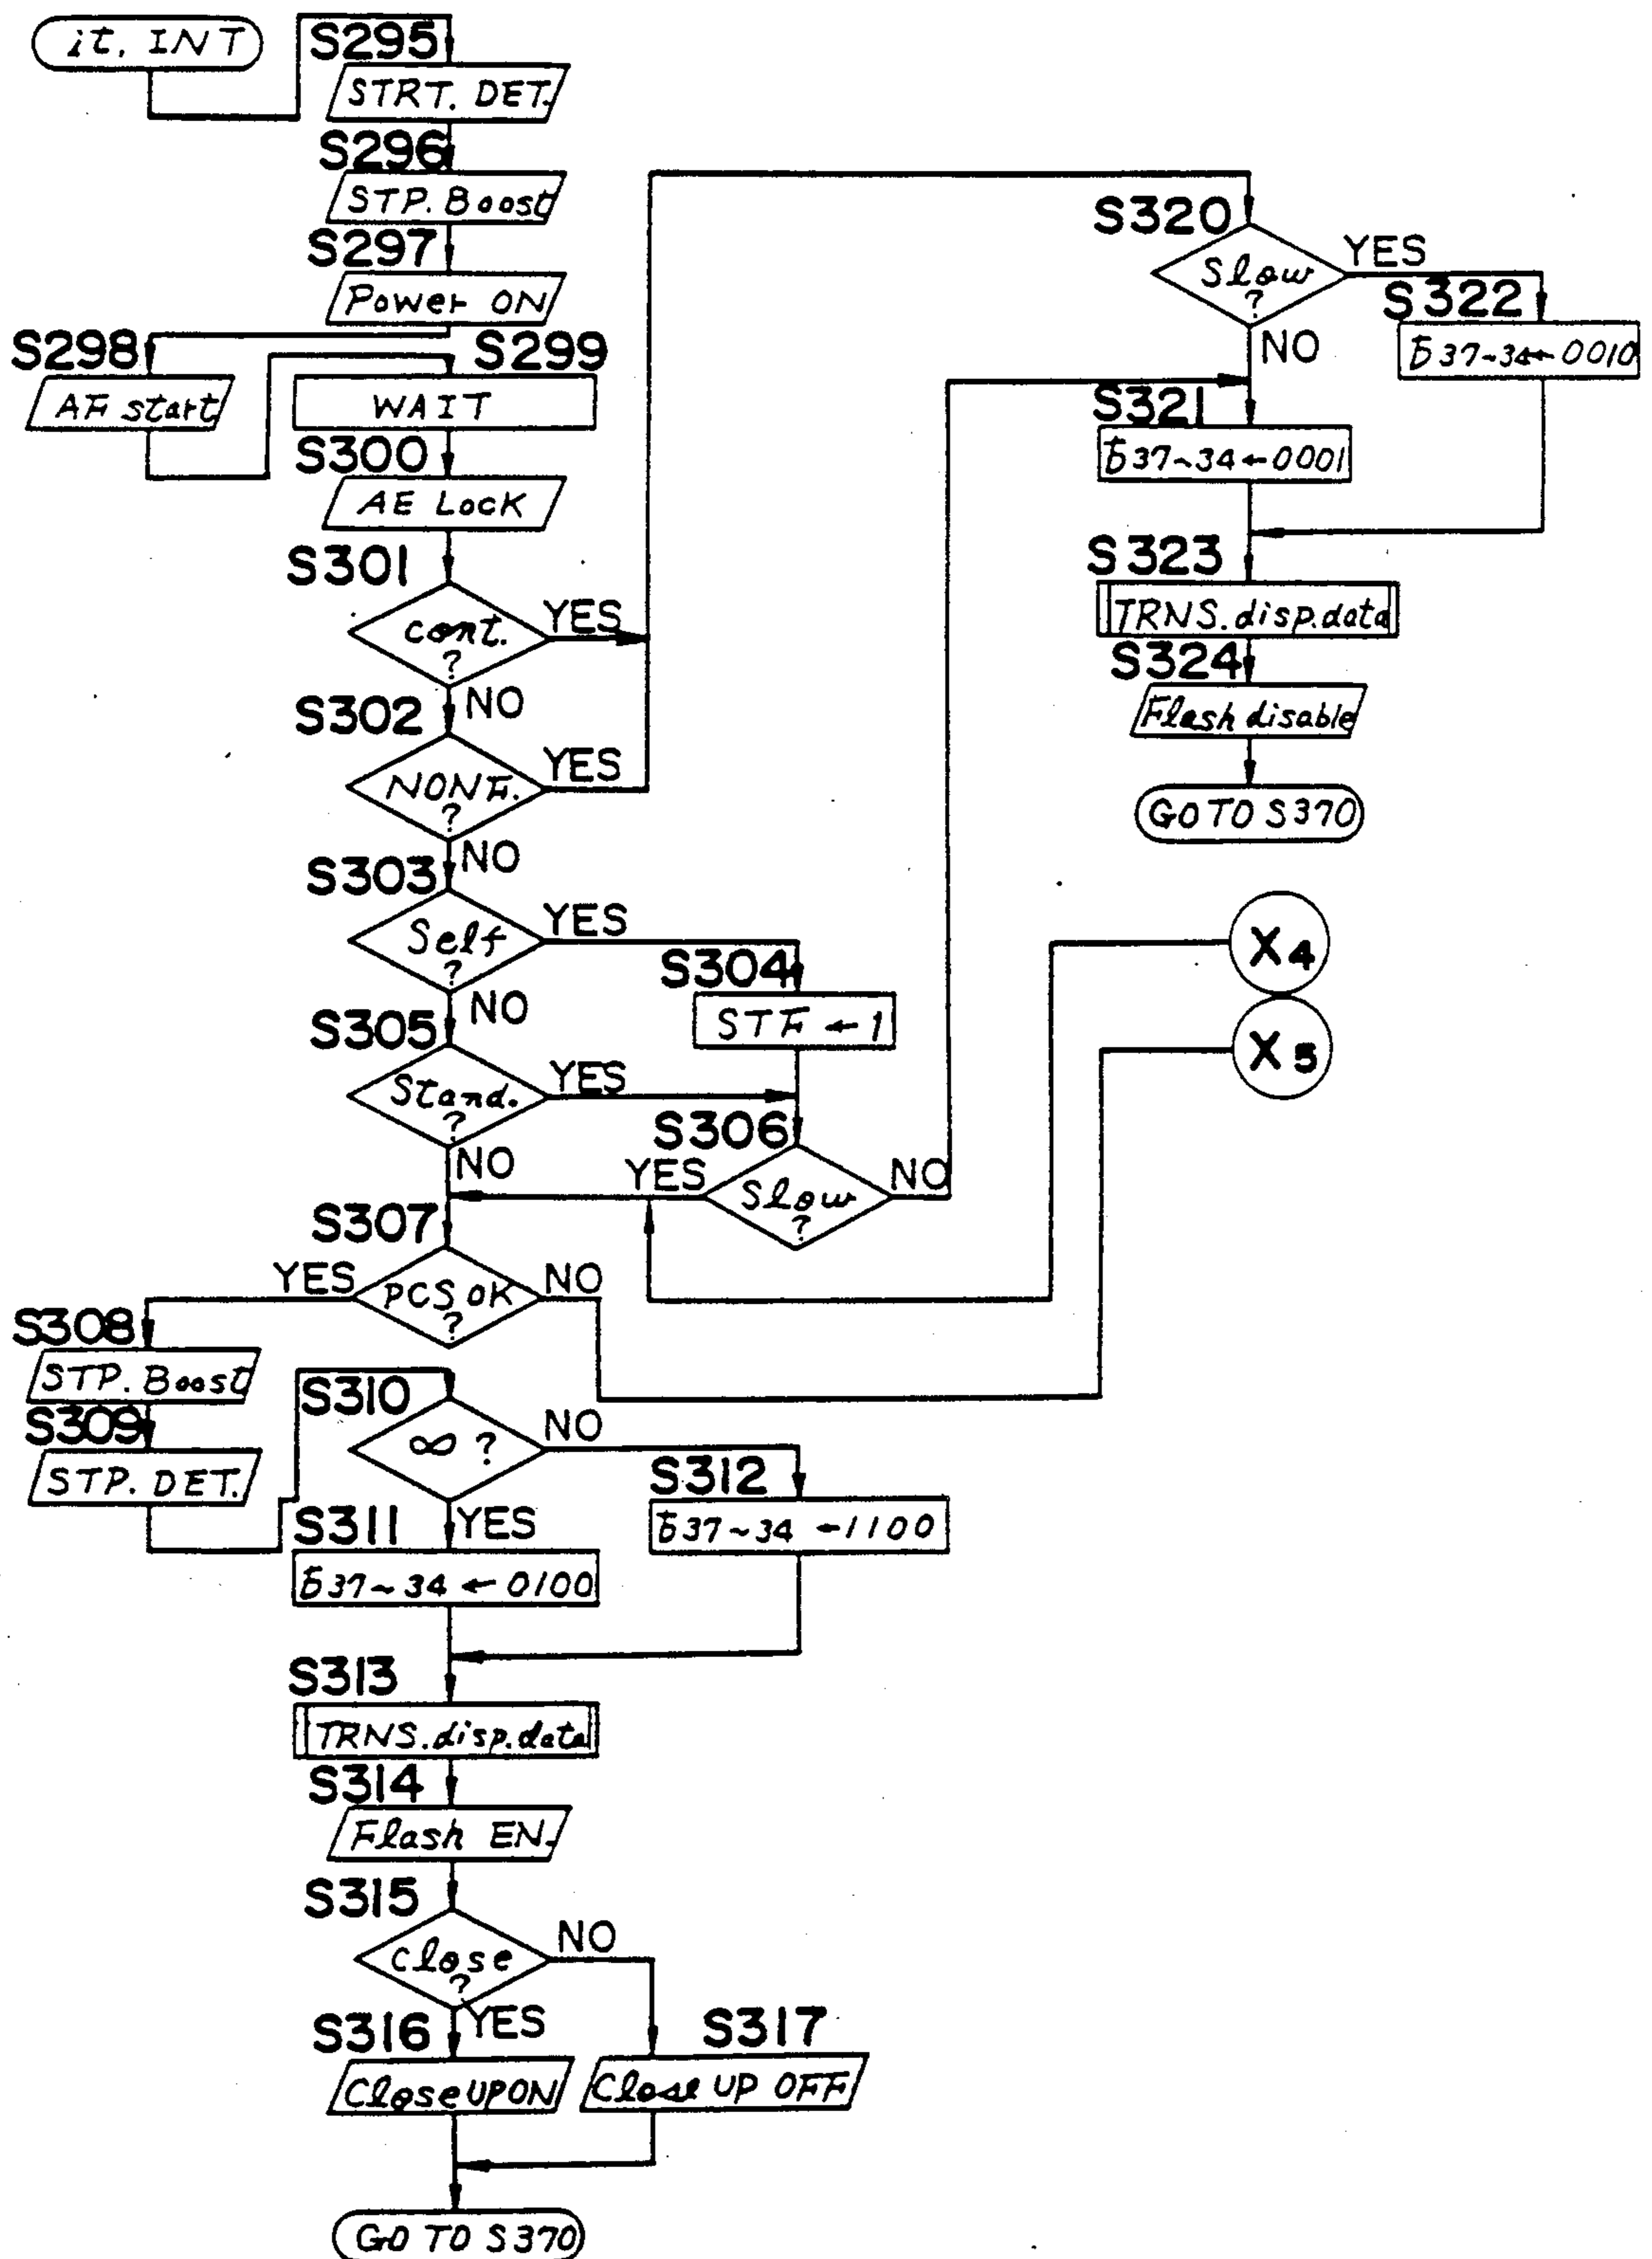 it. INT
S295
STRT. DET.
S296
STP. Boost
S297
Power ON
S298
AF start
S299
WAIT
S300
AE LOCK
S301
cont.
?
YES
NO
S302
NONF.
?
YES
NO
S303
Self
?
YES
NO
S304
STF ← 1
S305
Stand.
?
YES
NO
S306
Slow
?
YES
NO
S307
PCS OK
?
YES
NO
S308
STP. Boost
S309
STP. DET.
S310
∞ ?
NO
YES
S311
b37~34 ← 0100
S312
b37~34 ← 1100
S313
TRNS.disp.data
S314
Flash EN.
S315
close
?
NO
YES
S316
Close UP ON
S317
Close UP OFF
GO TO S370
S320
Slow
?
YES
NO
S322
b37~34 ← 0010
S321
b37~34 ← 0001
S323
TRNS.disp.data
S324
Flash disable
GO TO S370
X4
X5